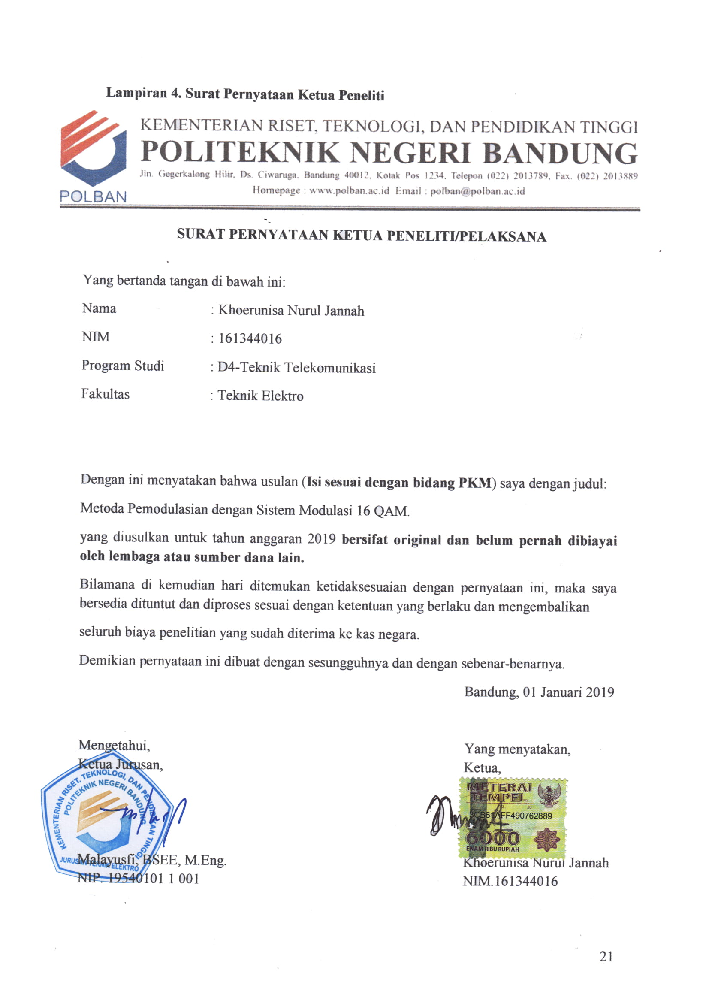 Lampiran 4. Surat Pernyataan Ketua Peneliti
KEMENTERIAN RISET, TEKNOLOGI, DAN PENDIDIKAN TINGGI
POLITEKNIK NEGERI BANDUNG
Jln. Gegerkalong Hilir, Ds. Ciwaruga, Bandung 40012, Kotak Pos 1234, Telepon (022) 2013789, Fax. (022) 2013889
Homepage : www.polban.ac.id Email : polban@polban.ac.id
POLBAN
SURAT PERNYATAAN KETUA PENELITI/PELAKSANA
Yang bertanda tangan di bawah ini:
Nama : Khoerunisa Nurul Jannah
NIM : 161344016
Program Studi : D4-Teknik Telekomunikasi
Fakultas : Teknik Elektro
Dengan ini menyatakan bahwa usulan (Isi sesuai dengan bidang PKM) saya dengan judul:
Metoda Pemodulasian dengan Sistem Modulasi 16 QAM.
yang diusulkan untuk tahun anggaran 2019 bersifat original dan belum pernah dibiayai
oleh lembaga atau sumber dana lain.
Bilamana di kemudian hari ditemukan ketidaksesuaian dengan pernyataan ini, maka saya
bersedia dituntut dan diproses sesuai dengan ketentuan yang berlaku dan mengembalikan
seluruh biaya penelitian yang sudah diterima ke kas negara.
Demikian pernyataan ini dibuat dengan sesungguhnya dan dengan sebenar-benarnya.
Bandung, 01 Januari 2019
Mengetahui,
Ketua Jurusan,
KEMENTERIAN RISET, TEKNOLOGI, DAN PENDIDIKAN TINGGI
POLITEKNIK NEGERI BANDUNG
JURUSAN TEKNIK ELEKTRO
Malayusfi, BSEE, M.Eng.
NIP. 19540101 1 001
Yang menyatakan,
Ketua,
METERAI
TEMPEL
TGL. 20
3CB61AFF490762889
6000
ENAM RIBU RUPIAH
Khoerunisa Nurul Jannah
NIM.161344016
21